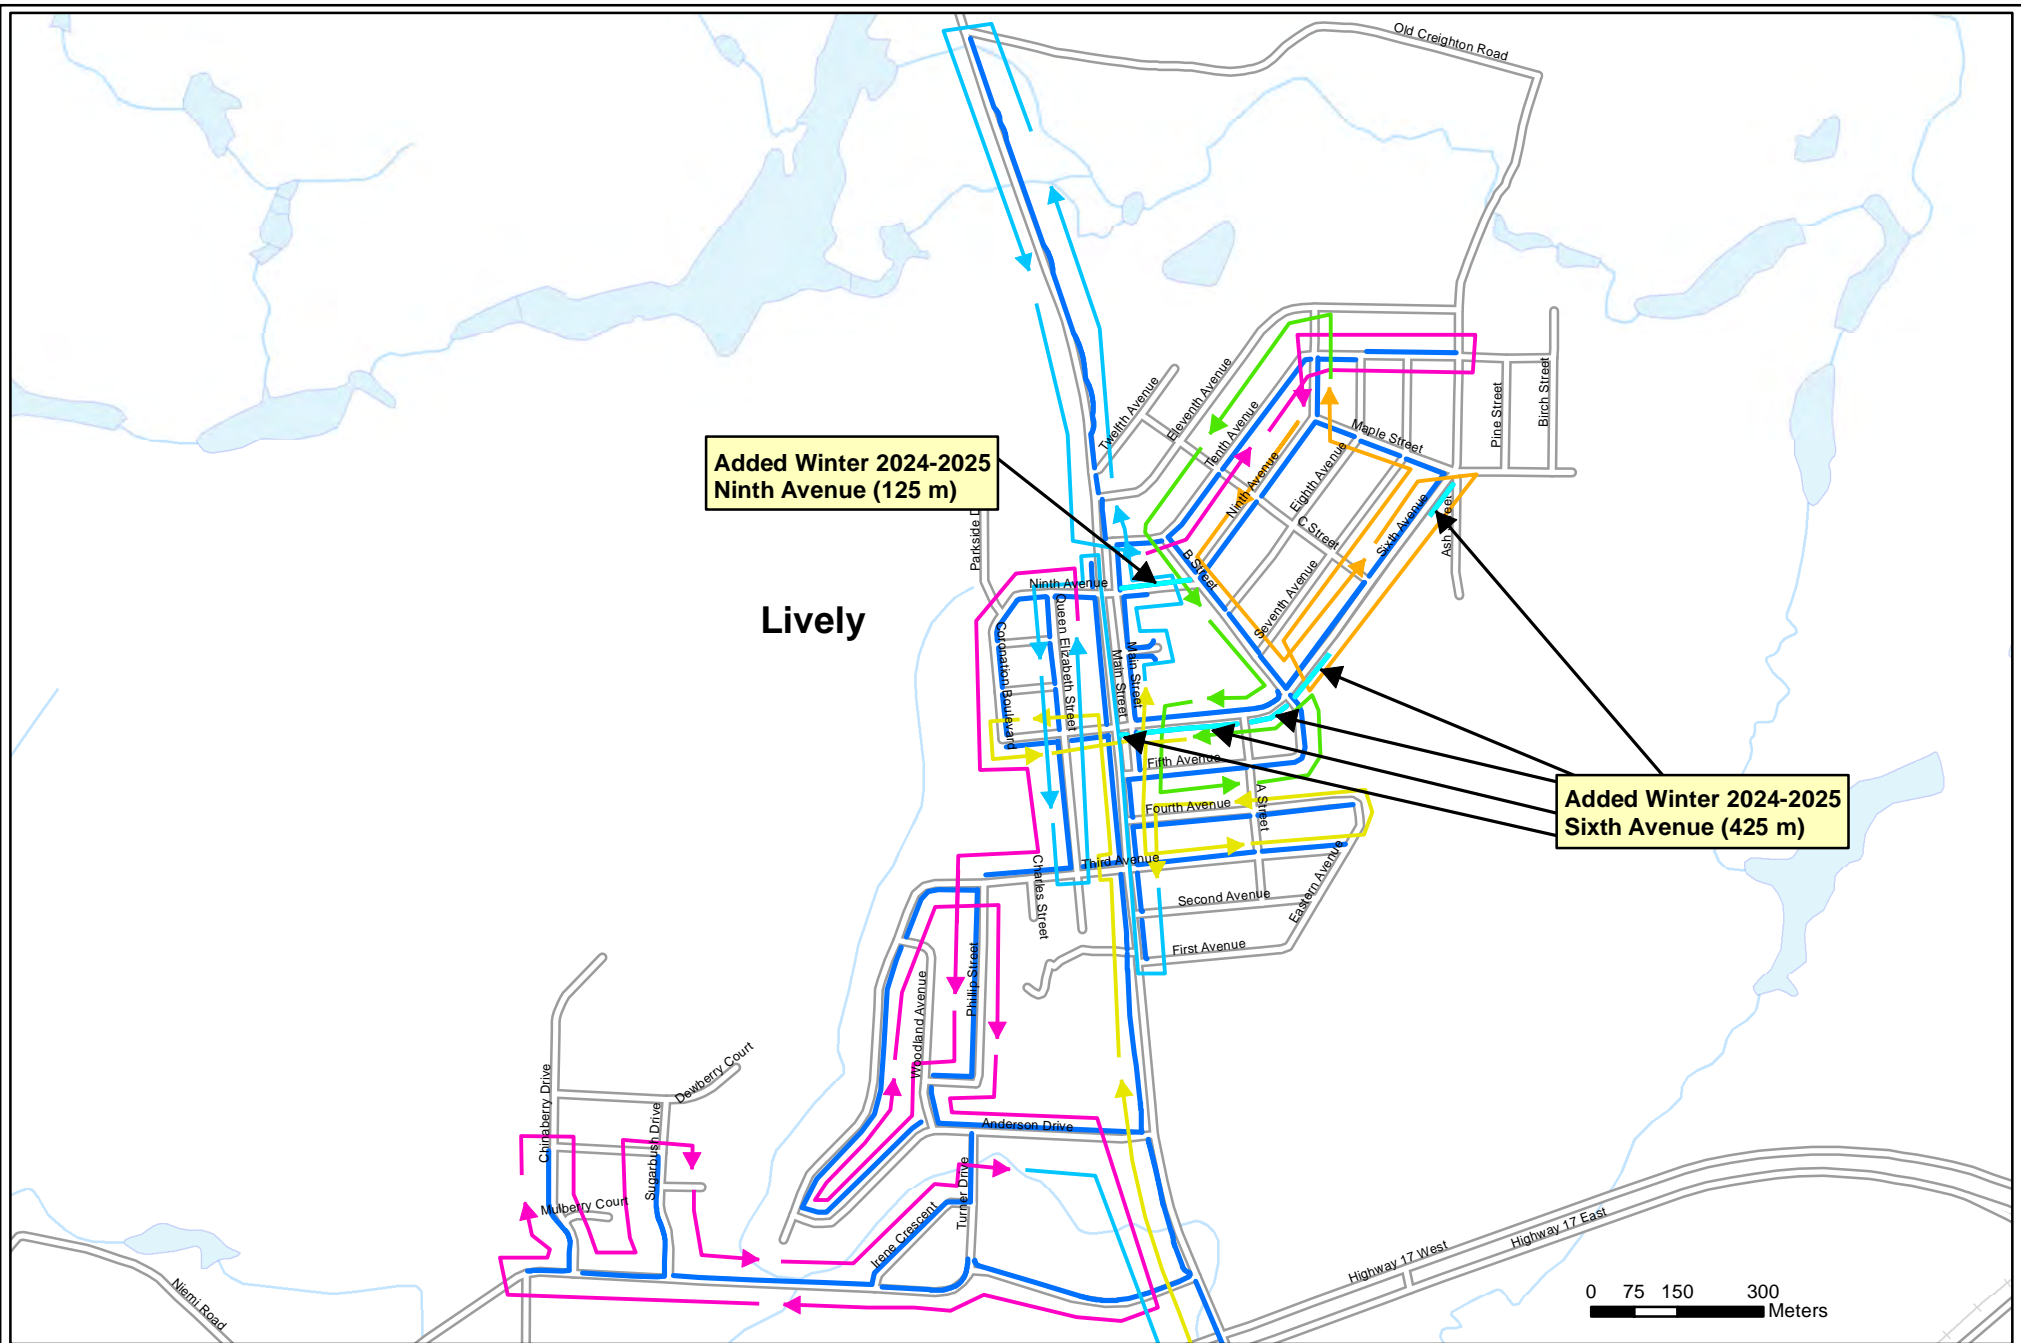 Old Creighton Road
Twelfth Avenue
Eleventh Avenue
Tenth Avenue
Ninth Avenue
Eighth Avenue
Maple Street
C Street
Sixth Avenue
Seventh Avenue
B Street
Pine Street
Birch Street
Added Winter 2024-2025
Ninth Avenue (125 m)
Lively
Ninth Avenue
Queen Elizabeth Street
Coronation Boulevard
Main Street
Main Street
Fifth Avenue
Fourth Avenue
A Street
Third Avenue
Second Avenue
Eastern Avenue
First Avenue
Charles Street
Added Winter 2024-2025
Sixth Avenue (425 m)
Phillip Street
Woodland Avenue
Anderson Drive
Turner Drive
Irene Crescent
Dewberry Court
Chinaberry Drive
Sugarbush Drive
Mulberry Court
Niemi Road
Highway 17 West
Highway 17 East
0 75 150 300
Meters